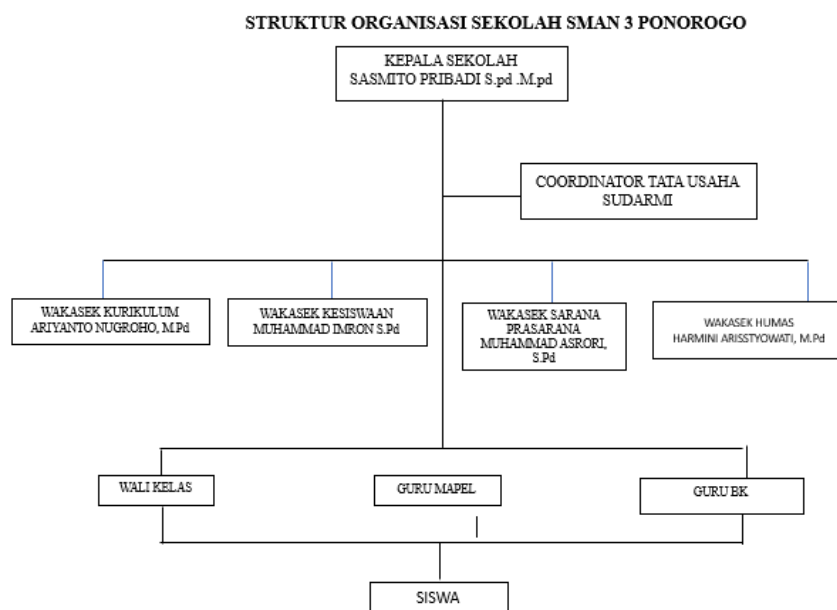 STRUKTUR ORGANISASI SEKOLAH SMAN 3 PONOROGO
KEPALA SEKOLAH
SASMITO PRIBADI S.pd .M.pd
COORDINATOR TATA USAHA
SUDARMI
WAKASEK KURIKULUM
ARIYANTO NUGROHO, M.Pd
WAKASEK KESISWAAN
MUHAMMAD IMRON S.Pd
WAKASEK SARANA
PRASARANA
MUHAMMAD ASRORI,
S.Pd
WAKASEK HUMAS
HARMINI ARISSTYOWATI, M.Pd
WALI KELAS
GURU MAPEL
GURU BK
SISWA